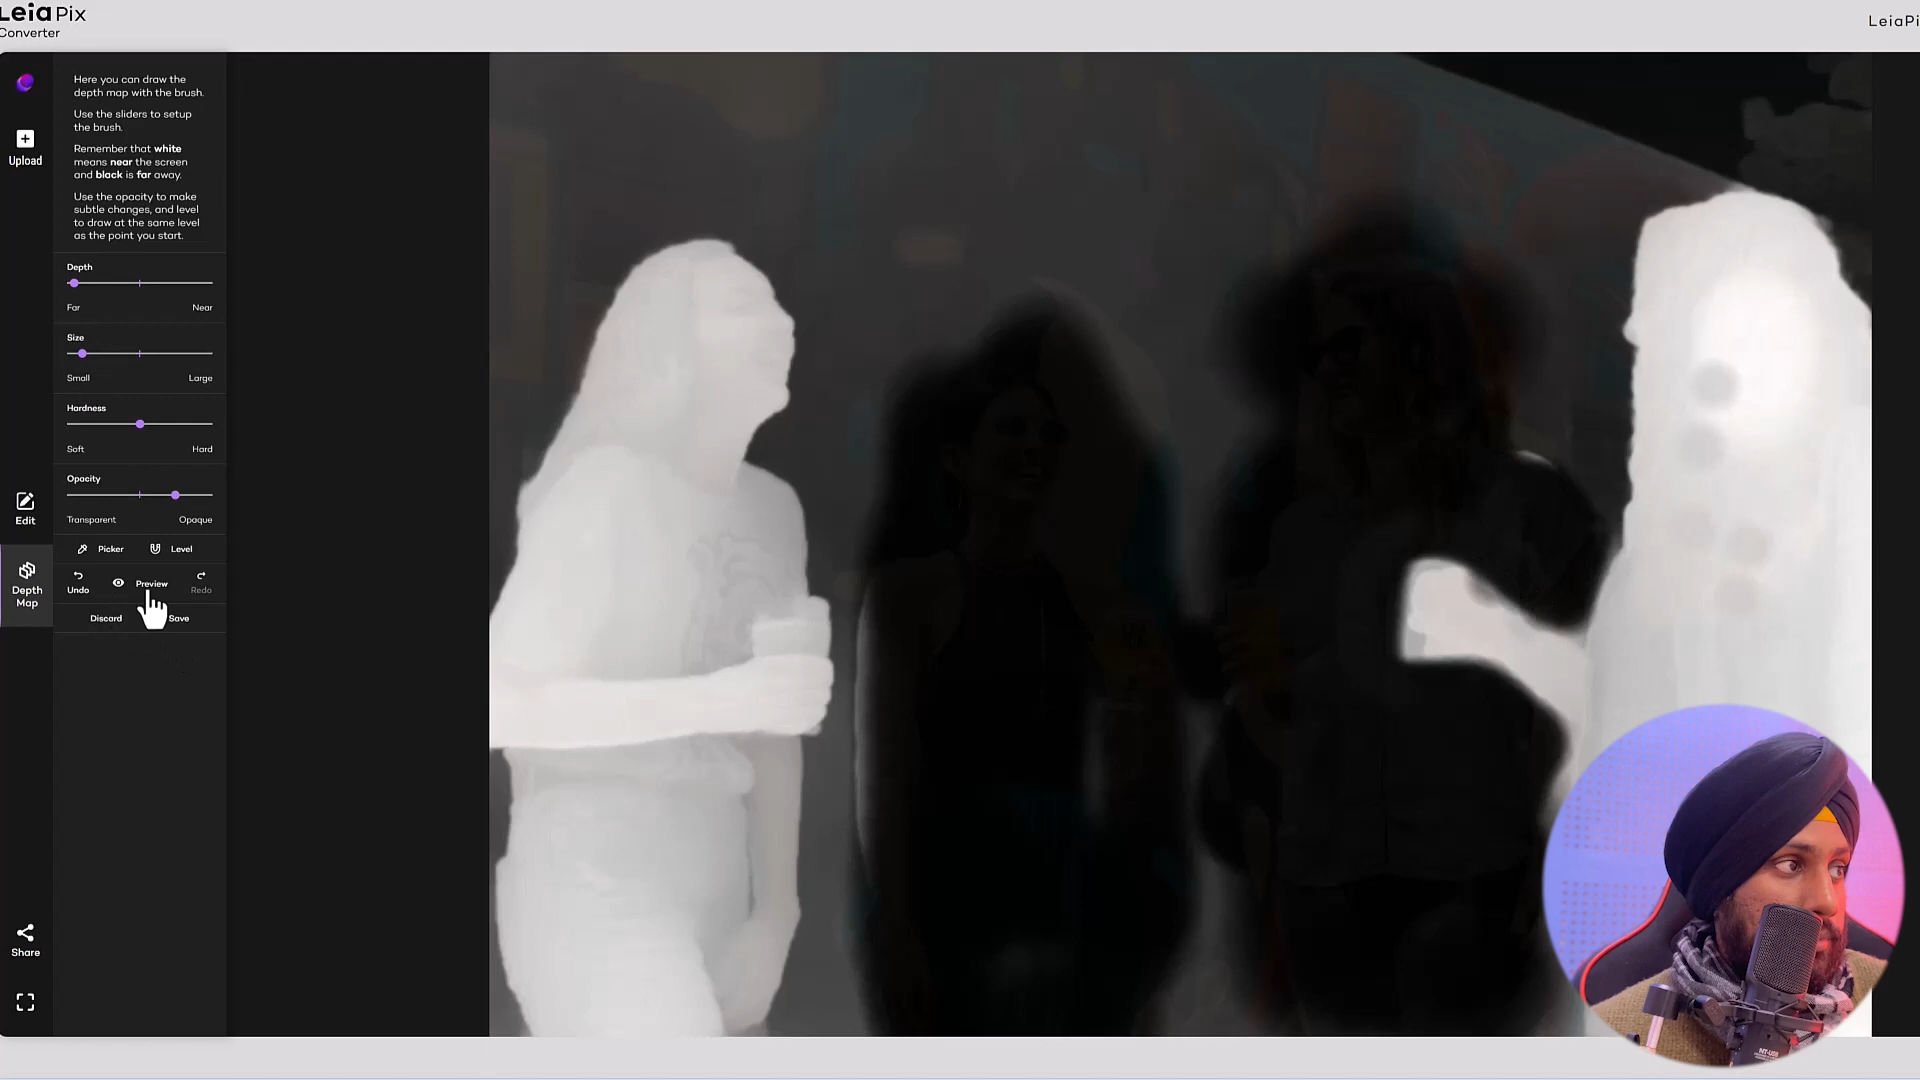 Leia Pix
Converter
LeiaPi
Here you can draw the
depth map with the brush.
Use the sliders to setup
the brush.
Remember that white
means near the screen
and black is far away.
Use the opacity to make
subtle changes, and level
to draw at the same level
as the point you start.
Upload
Depth
Far Near
Size
Small Large
Hardness
Soft Hard
Opacity
Transparent Opaque
Edit
Picker Level
Undo Preview Redo
Depth
Map
Discard Save
Share
NT-USB